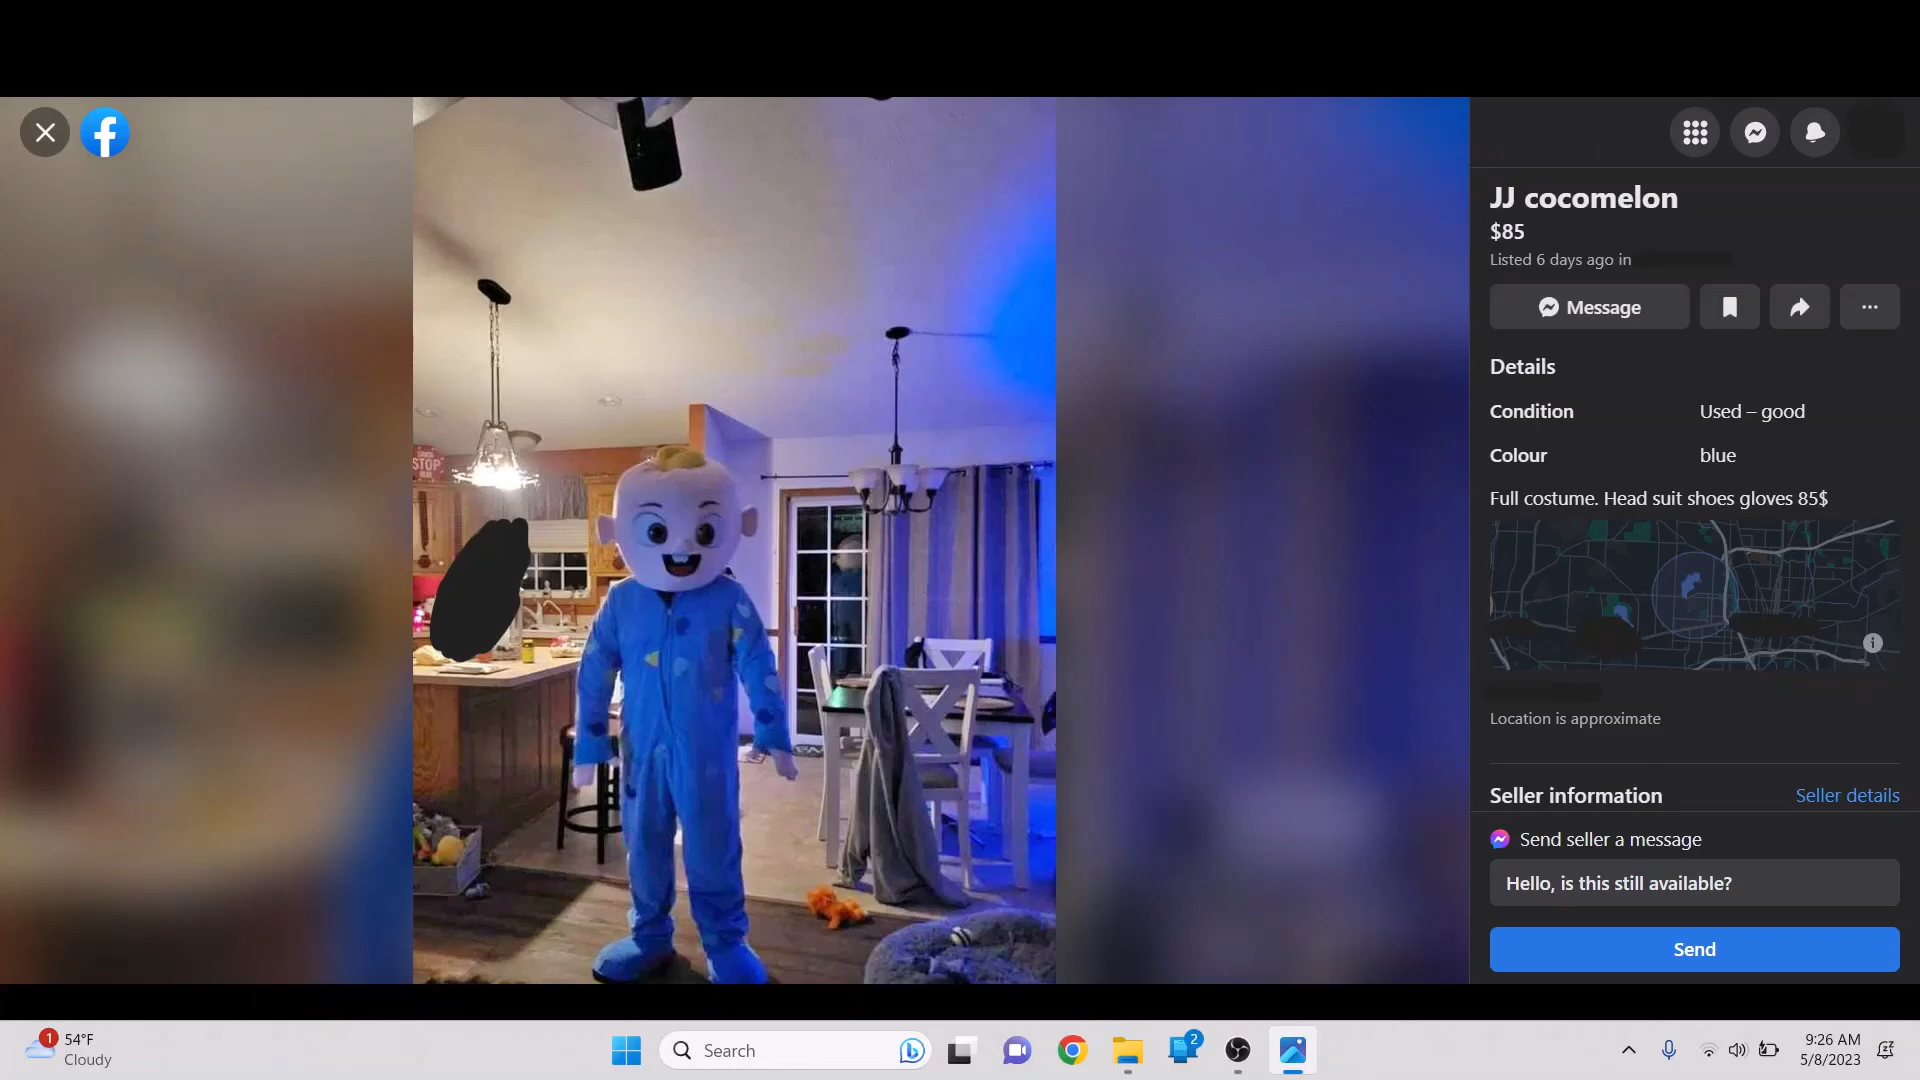 JJ cocomelon
$85
Listed 6 days ago in
Message
Details
Condition Used – good
Colour blue
Full costume. Head suit shoes gloves 85$
STOP
Location is approximate
Seller information Seller details
Send seller a message
Hello, is this still available?
Send
1
54°F
Cloudy
Search
2
9:26 AM
5/8/2023